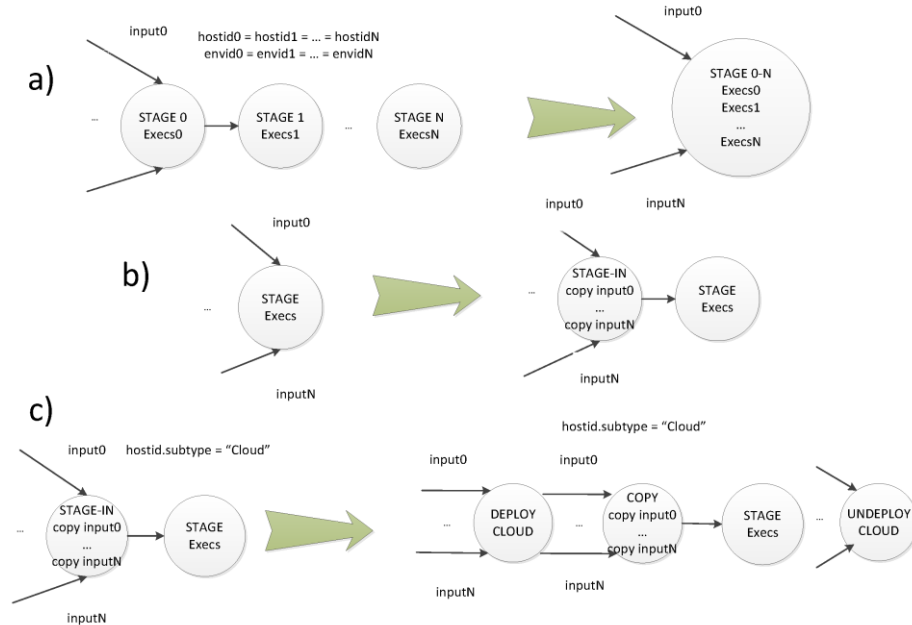 a)
input0
hostid0 = hostid1 = ... = hostidN
envid0 = envid1 = ... = envidN
...
STAGE 0
Execs0
STAGE 1
Execs1
...
STAGE N
ExecsN
input0
STAGE 0-N
Execs0
Execs1
...
ExecsN
b)
input0
...
STAGE
Execs
inputN
input0
inputN
...
STAGE-IN
copy input0
...
copy inputN
STAGE
Execs
inputN
c)
input0
hostid.subtype = “Cloud”
...
STAGE-IN
copy input0
...
copy inputN
STAGE
Execs
inputN
hostid.subtype = “Cloud”
input0
input0
...
DEPLOY
CLOUD
...
COPY
copy input0
...
copy inputN
STAGE
Execs
...
UNDEPLOY
CLOUD
inputN
inputN